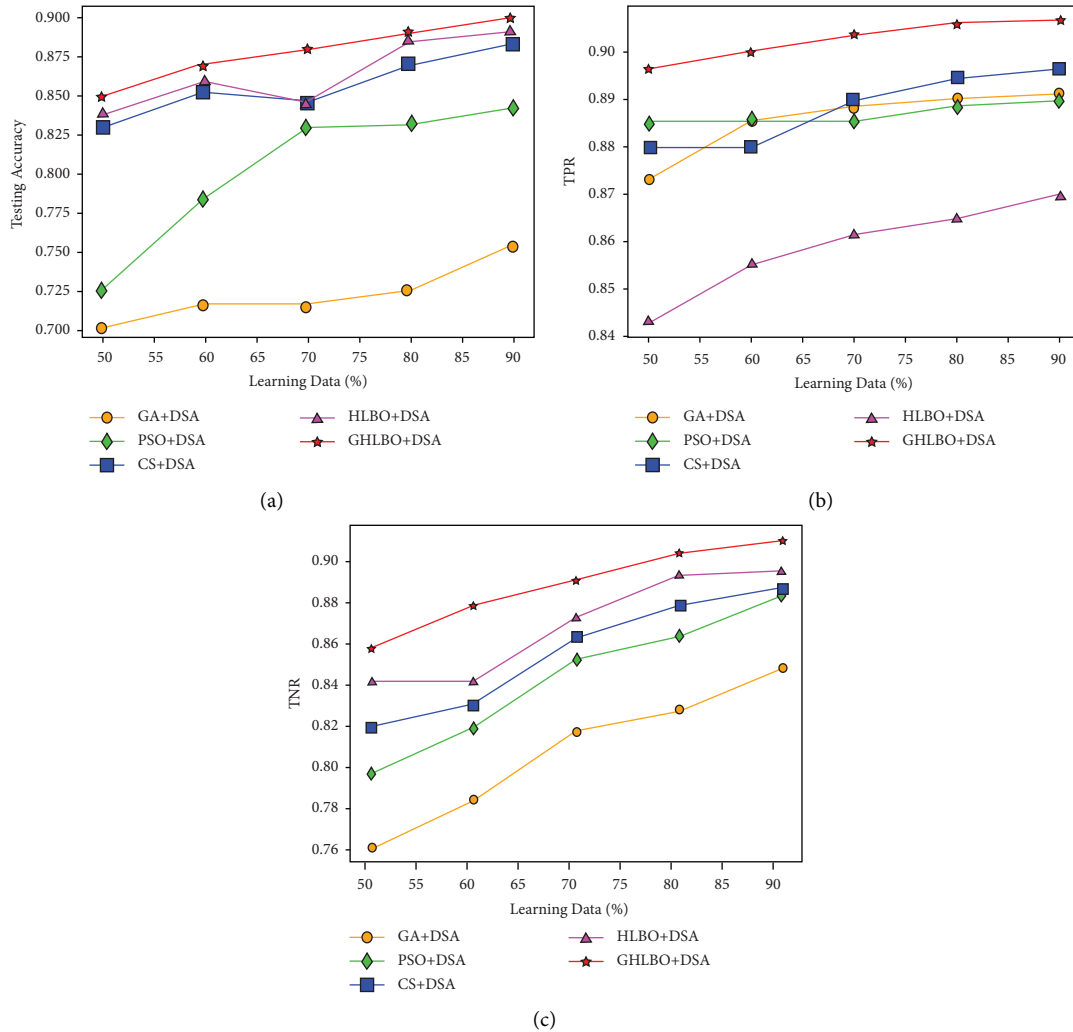 0.900
0.875
0.850
0.825
0.800
0.775
0.750
0.725
0.700
Testing Accuracy
50 55 60 65 70 75 80 85 90
Learning Data (%)
GA+DSA HLBO+DSA
PSO+DSA GHLBO+DSA
CS+DSA
(a)
0.90
0.89
0.88
0.87
0.86
0.85
0.84
TPR
50 55 60 65 70 75 80 85 90
Learning Data (%)
GA+DSA HLBO+DSA
PSO+DSA GHLBO+DSA
CS+DSA
(b)
0.90
0.88
0.86
0.84
0.82
0.80
0.78
0.76
TNR
50 55 60 65 70 75 80 85 90
Learning Data (%)
GA+DSA HLBO+DSA
PSO+DSA GHLBO+DSA
CS+DSA
(c)